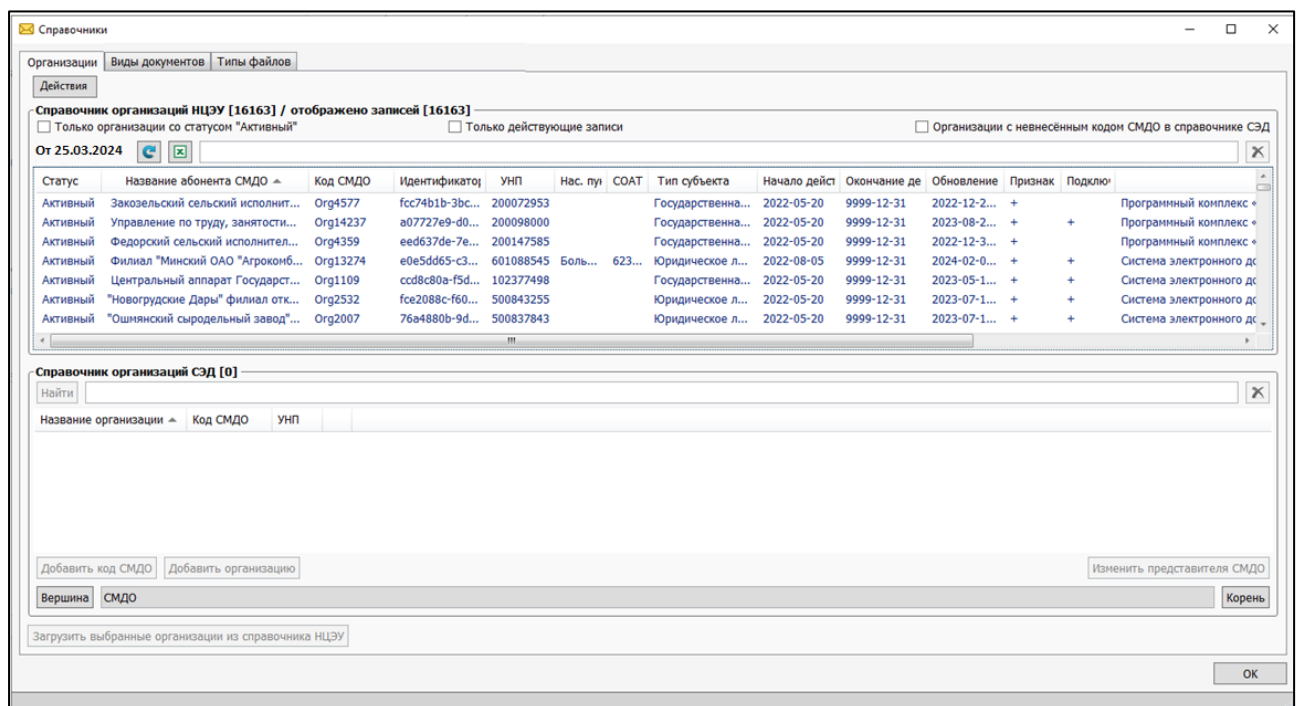 Справочники
Организации Виды документов Типы файлов
Действия
Справочник организаций НЦЭУ [16163] / отображено записей [16163]
Только организации со статусом "Активный" Только действующие записи Организации с невнесённым кодом СМДО в справочнике СЭД
От 25.03.2024
Статус Название абонента СМДО Код СМДО Идентификатор УНП Нас. пун СОАТ Тип субъекта Начало дейст Окончание де Обновление Признак Подключ
Активный Закозельский сельский исполнит... Org4577 fcc74b1b-3bc... 200072953 Государственна... 2022-05-20 9999-12-31 2022-12-2... + Программный комплекс «
Активный Управление по труду, занятости... Org14237 a07727e9-d0... 200098000 Государственна... 2022-05-20 9999-12-31 2023-08-2... + + Программный комплекс «
Активный Федорский сельский исполнител... Org4359 eed637de-7e... 200147585 Государственна... 2022-05-20 9999-12-31 2022-12-3... + Программный комплекс «
Активный Филиал "Минский ОАО "Агрокомб... Org13274 e0e5dd65-c3... 601088545 Боль... 623... Юридическое л... 2022-08-05 9999-12-31 2024-02-0... + + Система электронного до
Активный Центральный аппарат Государст... Org1109 ccd8c80a-f5d... 102377498 Государственна... 2022-05-20 9999-12-31 2023-05-1... + + Система электронного до
Активный "Новогрудские Дары" филиал отк... Org2532 fce2088c-f60... 500843255 Юридическое л... 2022-05-20 9999-12-31 2023-07-1... + + Система электронного до
Активный "Ошмянский сыродельный завод"... Org2007 76a4880b-9d... 500837843 Юридическое л... 2022-05-20 9999-12-31 2023-07-1... + + Система электронного до
Справочник организаций СЭД [0]
Найти
Название организации Код СМДО УНП
Добавить код СМДО Добавить организацию Изменить представителя СМДО
Вершина СМДО Корень
Загрузить выбранные организации из справочника НЦЭУ
OK